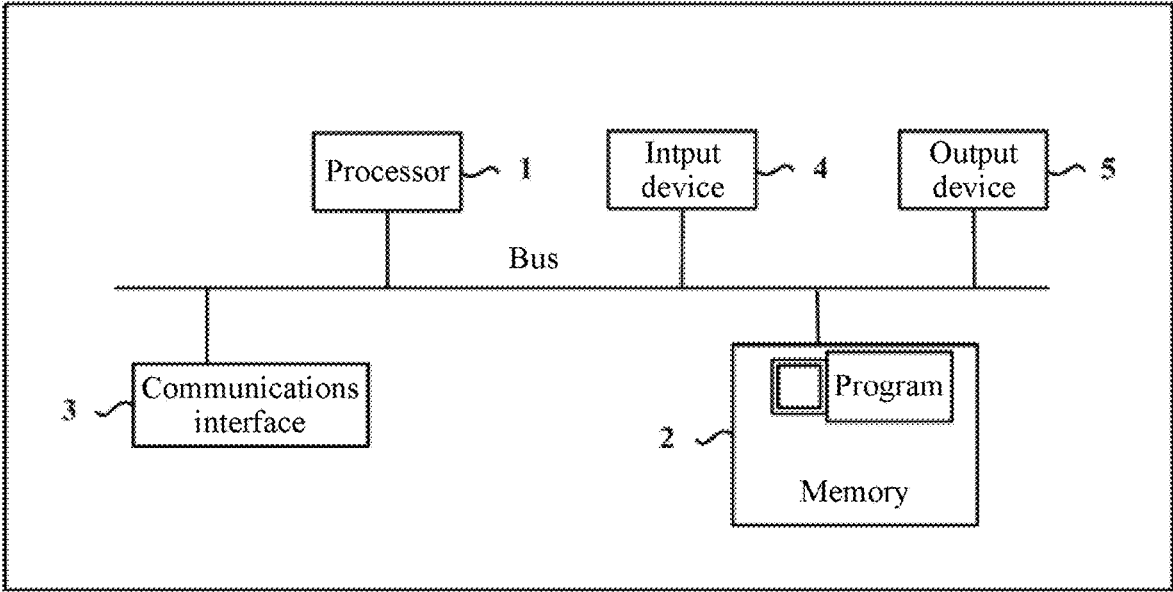 Processor
1
Intput
device
4
Output
device
5
Bus
Communications
interface
3
Program
2
Memory